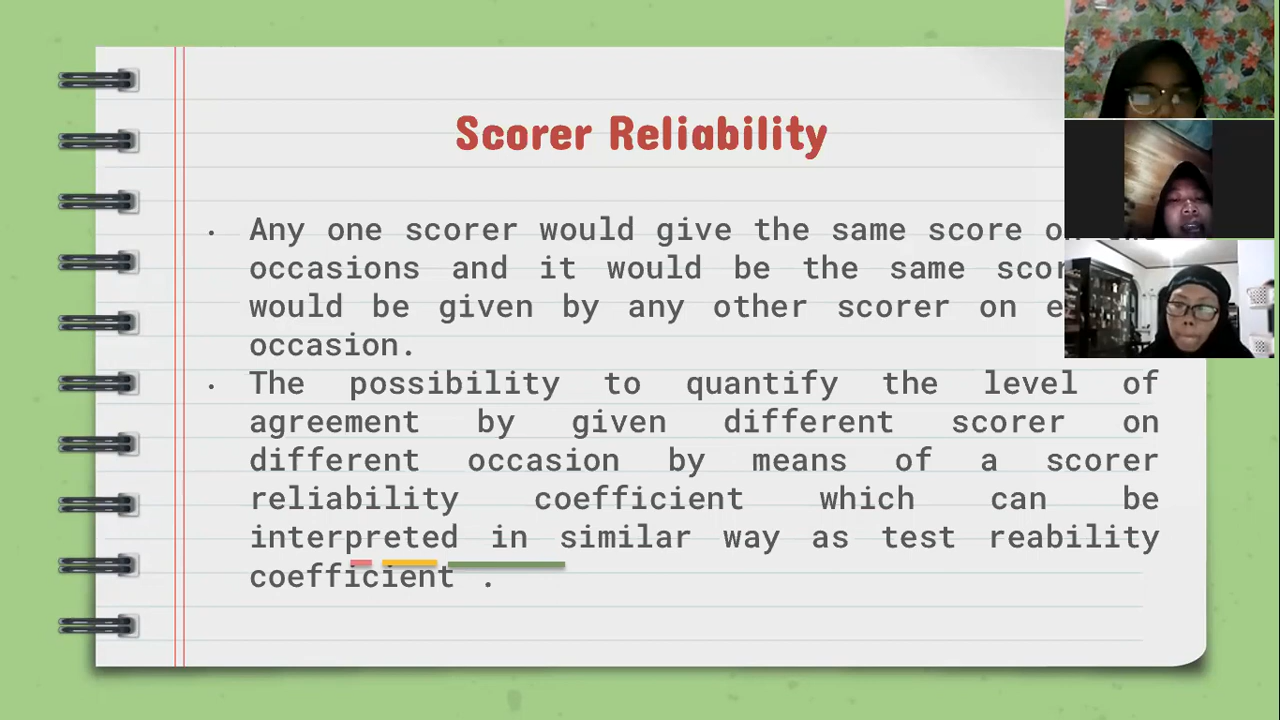 Scorer Reliability
• Any one scorer would give the same score
occasions and it would be the same
would be given by any other scorer on
occasion.
• The possibility to quantify the level of
agreement by given different scorer on
different occasion by means of a scorer
reliability coefficient which can be
interpreted in similar way as test reability
coefficient .